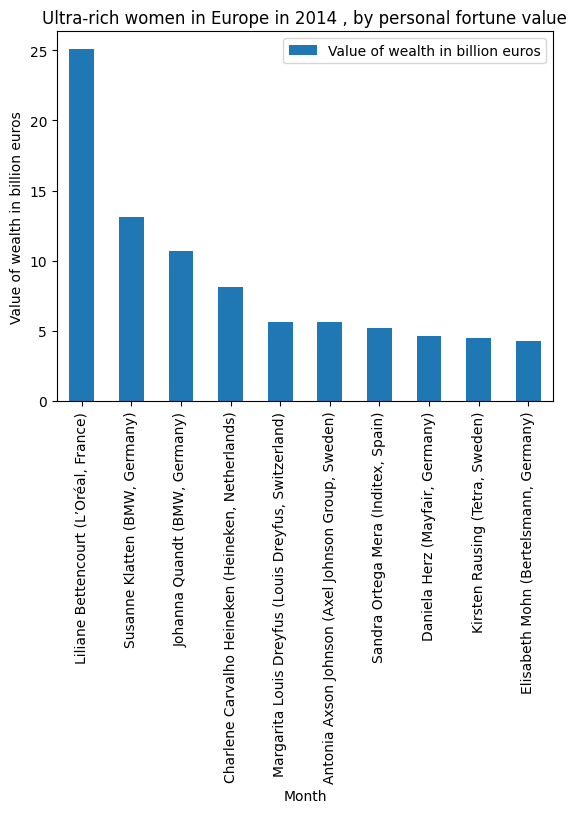 Ultra-rich women in Europe in 2014 , by personal fortune value
Value of wealth in billion euros
Value of wealth in billion euros
25
20
15
10
5
0
Liliane Bettencourt (L’Oréal, France)
Susanne Klatten (BMW, Germany)
Johanna Quandt (BMW, Germany)
Charlene Carvalho Heineken (Heineken, Netherlands)
Margarita Louis Dreyfus (Louis Dreyfus, Switzerland)
Antonia Axson Johnson (Axel Johnson Group, Sweden)
Sandra Ortega Mera (Inditex, Spain)
Daniela Herz (Mayfair, Germany)
Kirsten Rausing (Tetra, Sweden)
Elisabeth Mohn (Bertelsmann, Germany)
Month